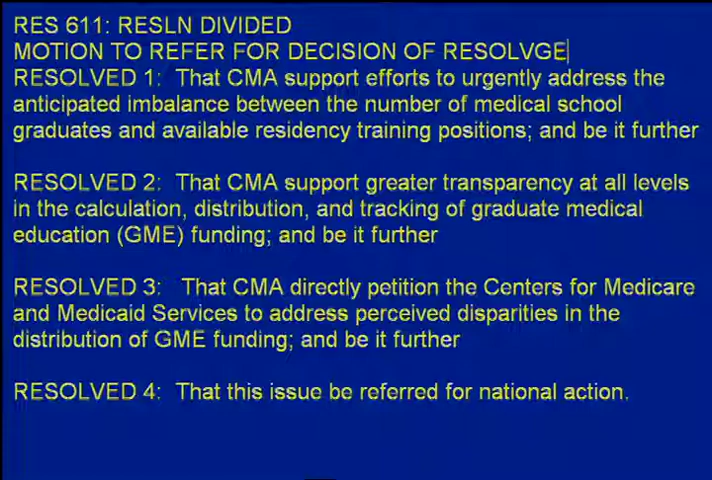 RES 611: RESLN DIVIDED
MOTION TO REFER FOR DECISION OF RESOLVGE
RESOLVED 1: That CMA support efforts to urgently address the
anticipated imbalance between the number of medical school
graduates and available residency training positions; and be it further
RESOLVED 2: That CMA support greater transparency at all levels
in the calculation, distribution, and tracking of graduate medical
education (GME) funding; and be it further
RESOLVED 3: That CMA directly petition the Centers for Medicare
and Medicaid Services to address perceived disparities in the
distribution of GME funding; and be it further
RESOLVED 4: That this issue be referred for national action.